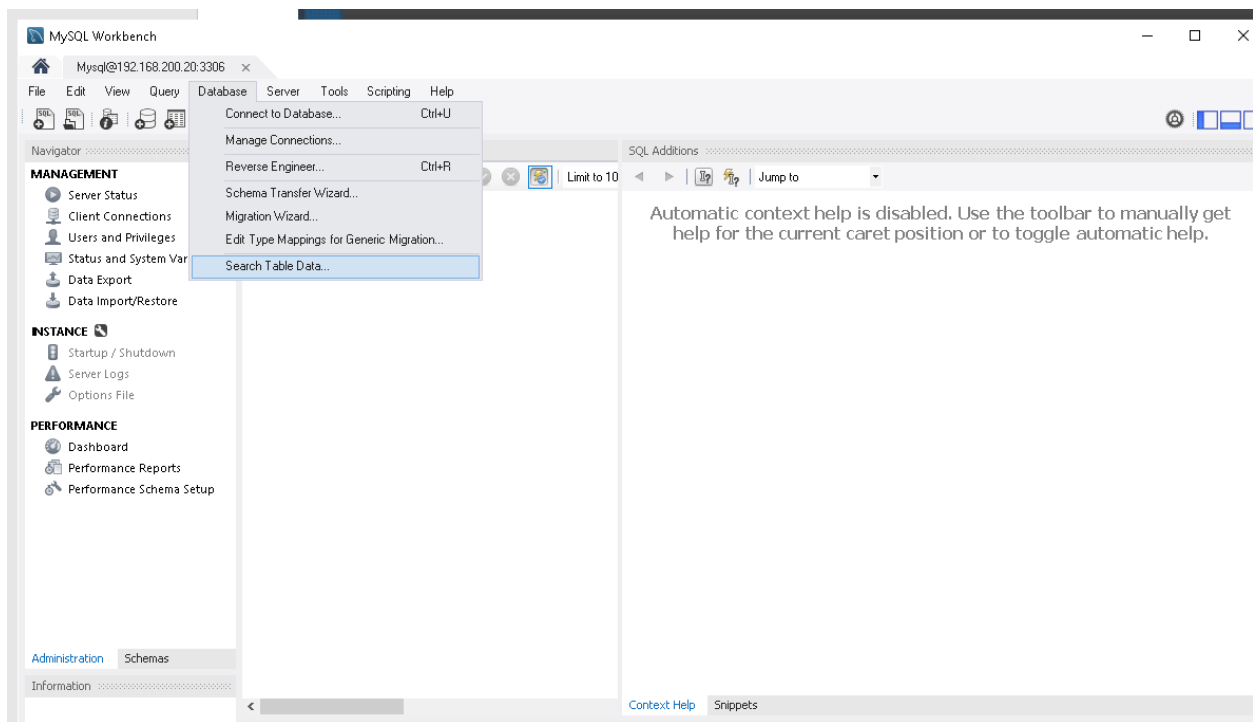 MySQL Workbench
Mysql@192.168.200.20:3306
File Edit View Query Database Server Tools Scripting Help
Connect to Database... Ctrl+U
Manage Connections...
Reverse Engineer... Ctrl+R
Schema Transfer Wizard...
Migration Wizard...
Edit Type Mappings for Generic Migration...
Search Table Data...
Navigator
MANAGEMENT
Server Status
Client Connections
Users and Privileges
Status and System Var
Data Export
Data Import/Restore
INSTANCE
Startup / Shutdown
Server Logs
Options File
PERFORMANCE
Dashboard
Performance Reports
Performance Schema Setup
Administration Schemas
Information
Limit to 10
SQL Additions
Jump to
Automatic context help is disabled. Use the toolbar to manually get
help for the current caret position or to toggle automatic help.
Context Help Snippets